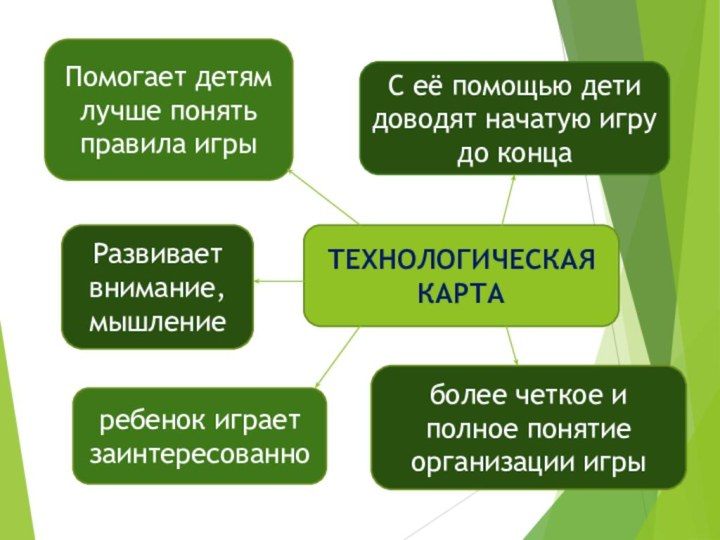 Помогает детям
лучше понять
правила игры
С её помощью дети
доводят начатую игру
до конца
Развивает
внимание,
мышление
ТЕХНОЛОГИЧЕСКАЯ
КАРТА
ребенок играет
заинтересованно
более четкое и
полное понятие
организации игры